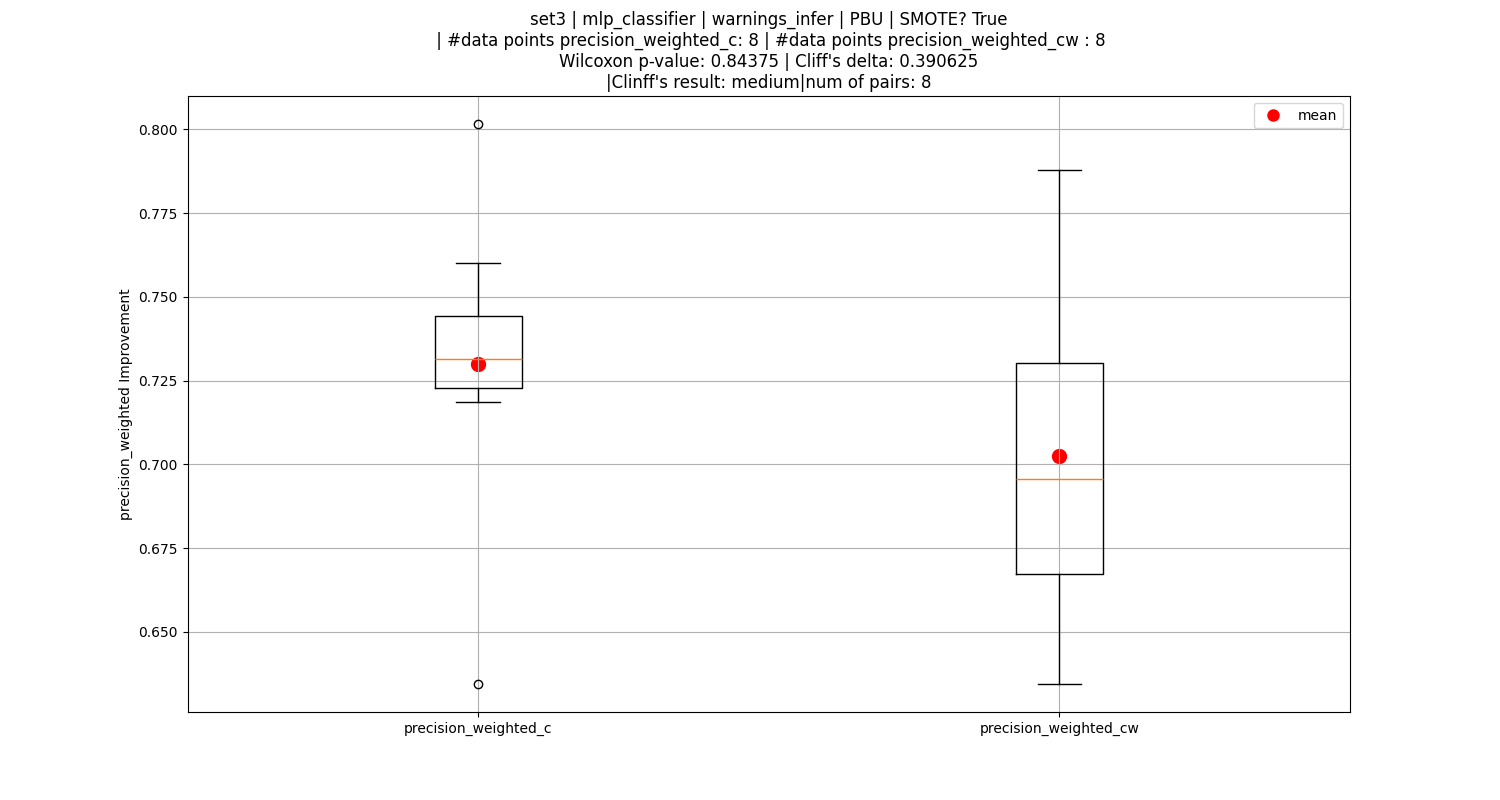 set3 | mlp_classifier | warnings_infer | PBU | SMOTE? True
| #data points precision_weighted_c: 8 | #data points precision_weighted_cw : 8
Wilcoxon p-value: 0.84375 | Cliff's delta: 0.390625
|Clinff's result: medium|num of pairs: 8
mean
0.800
0.775
0.750
0.725
0.700
0.675
0.650
precision_weighted Improvement
precision_weighted_c
precision_weighted_cw